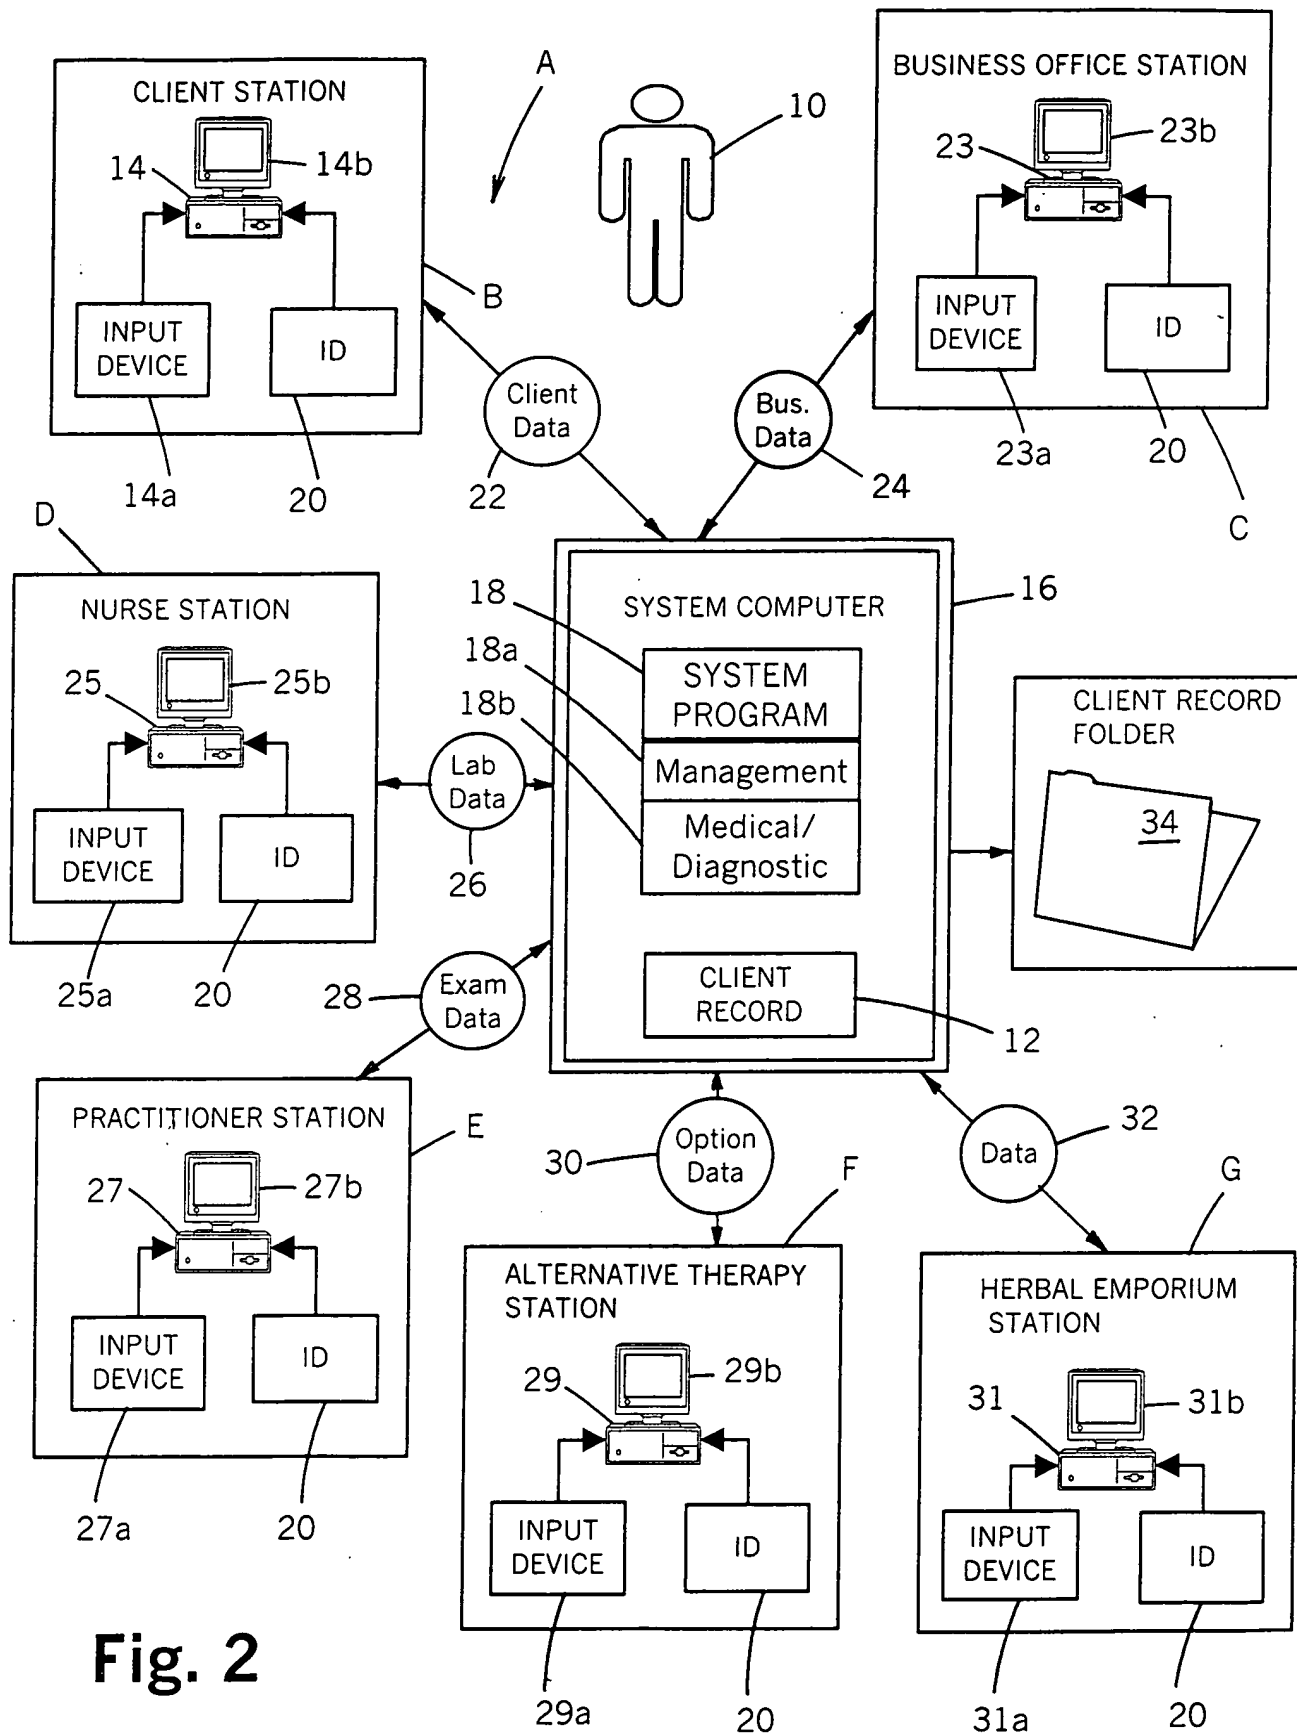 CLIENT STATION
14
14b
INPUT
DEVICE
ID
14a
20
B
A
10
BUSINESS OFFICE STATION
23
23b
INPUT
DEVICE
ID
23a
20
C
Client
Data
22
Bus.
Data
24
D
NURSE STATION
25
25b
INPUT
DEVICE
ID
25a
20
Lab
Data
26
18
18a
18b
SYSTEM COMPUTER
16
SYSTEM
PROGRAM
Management
Medical/
Diagnostic
CLIENT
RECORD
12
CLIENT RECORD
FOLDER
34
28
Exam
Data
PRACTITIONER STATION
E
27
27b
INPUT
DEVICE
ID
27a
20
30
Option
Data
F
ALTERNATIVE THERAPY
STATION
29
29b
INPUT
DEVICE
ID
29a
20
Data
32
G
HERBAL EMPORIUM
STATION
31
31b
INPUT
DEVICE
ID
31a
20
Fig. 2